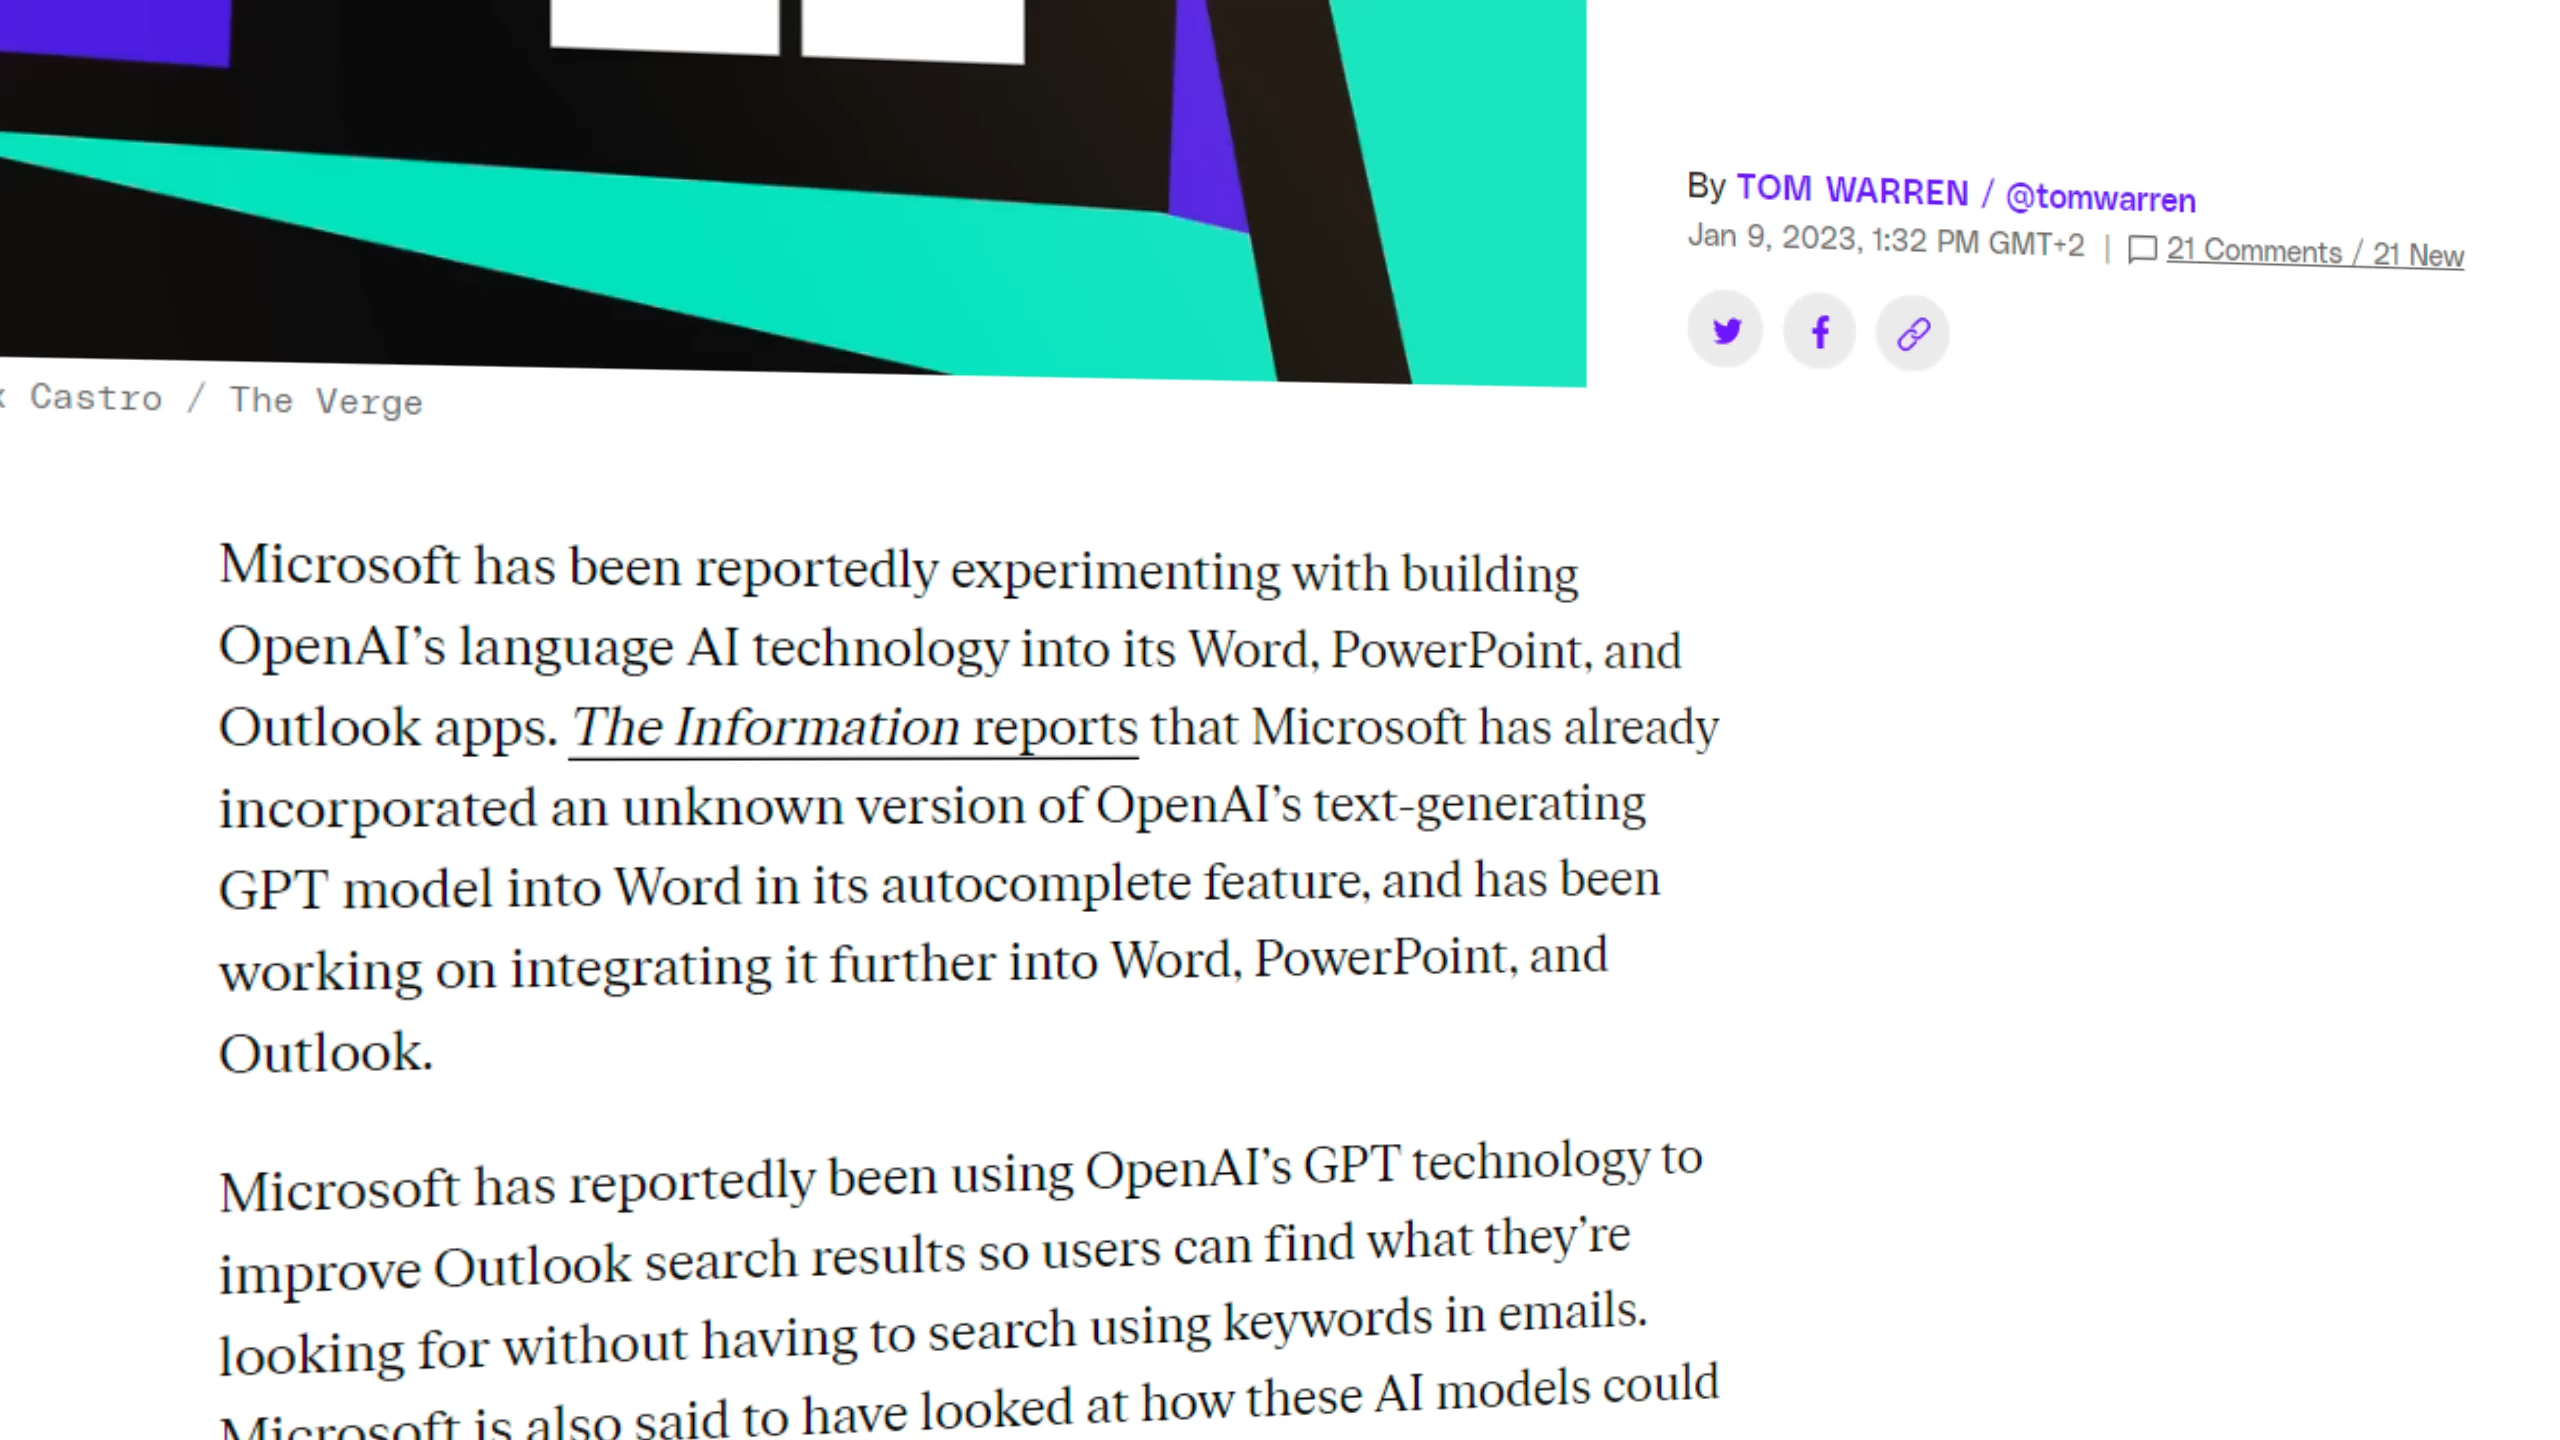 By TOM WARREN / @tomwarren
Jan 9, 2023, 1:32 PM GMT+2 | 21 Comments / 21 New
Castro / The Verge
Microsoft has been reportedly experimenting with building
OpenAI’s language AI technology into its Word, PowerPoint, and
Outlook apps. The Information reports that Microsoft has already
incorporated an unknown version of OpenAI’s text-generating
GPT model into Word in its autocomplete feature, and has been
working on integrating it further into Word, PowerPoint, and
Outlook.
Microsoft has reportedly been using OpenAI’s GPT technology to
improve Outlook search results so users can find what they’re
looking for without having to search using keywords in emails.
Microsoft is also said to have looked at how these AI models could